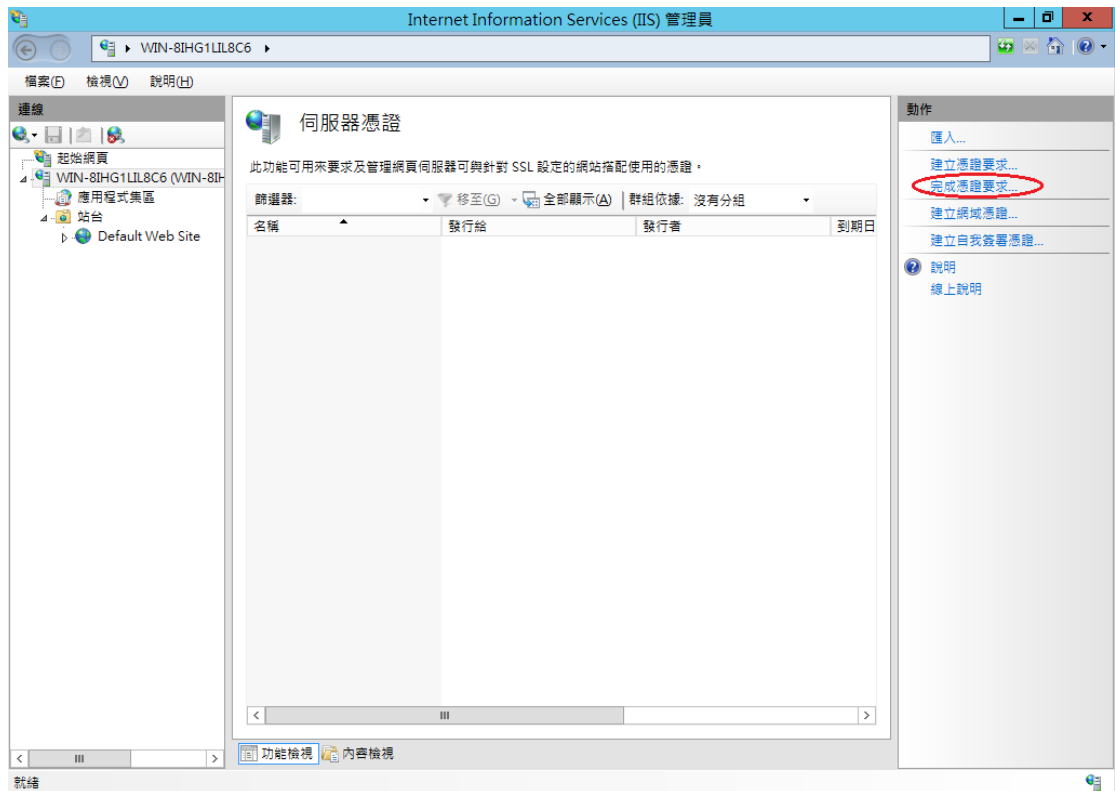 Internet Information Services (IIS) 管理員
WIN-8IHG1LIL8C6
檔案(F) 檢視(V) 說明(H)
連線
起始網頁
WIN-8IHG1LIL8C6 (WIN-8IH
應用程式集區
站台
Default Web Site
伺服器憑證
此功能可用來要求及管理網頁伺服器可與針對 SSL 設定的網站搭配使用的憑證。
篩選器: 移至(G) 全部顯示(A) 群組依據: 沒有分組
名稱 發行給 發行者 到期日
功能檢視 內容檢視
動作
匯入...
建立憑證要求...
完成憑證要求...
建立網域憑證...
建立自我簽署憑證...
說明
線上說明
就緒